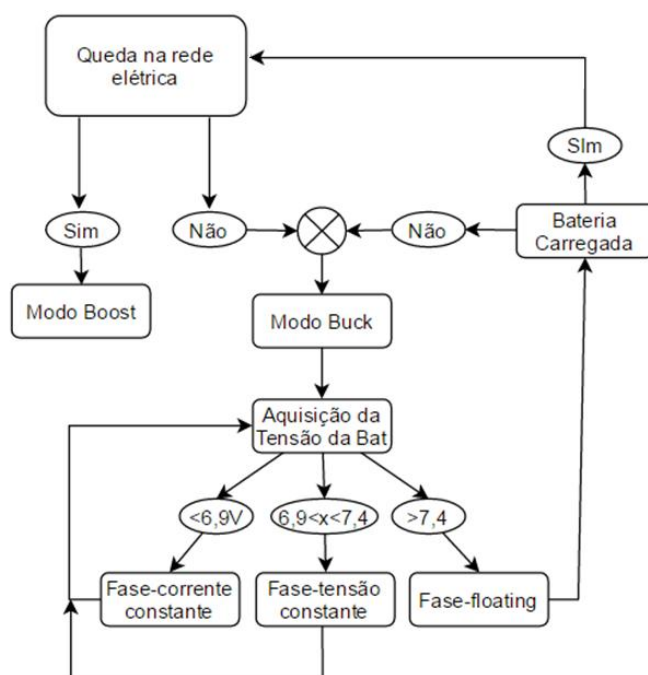 Queda na rede
elétrica
SIm
Sim
Não
Não
Bateria
Carregada
Modo Boost
Modo Buck
Aquisição da
Tensão da Bat
<6,9V
6,9<x<7,4
>7,4
Fase-corrente
constante
Fase-tensão
constante
Fase-floating